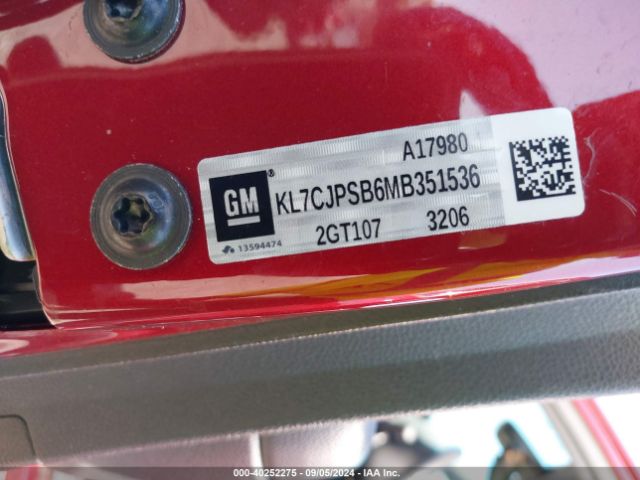 A17980
GM ®
KL7CJPSB6MB351536
2GT107 3206
13594474
000-40252275 - 09/05/2024 - IAA Inc.